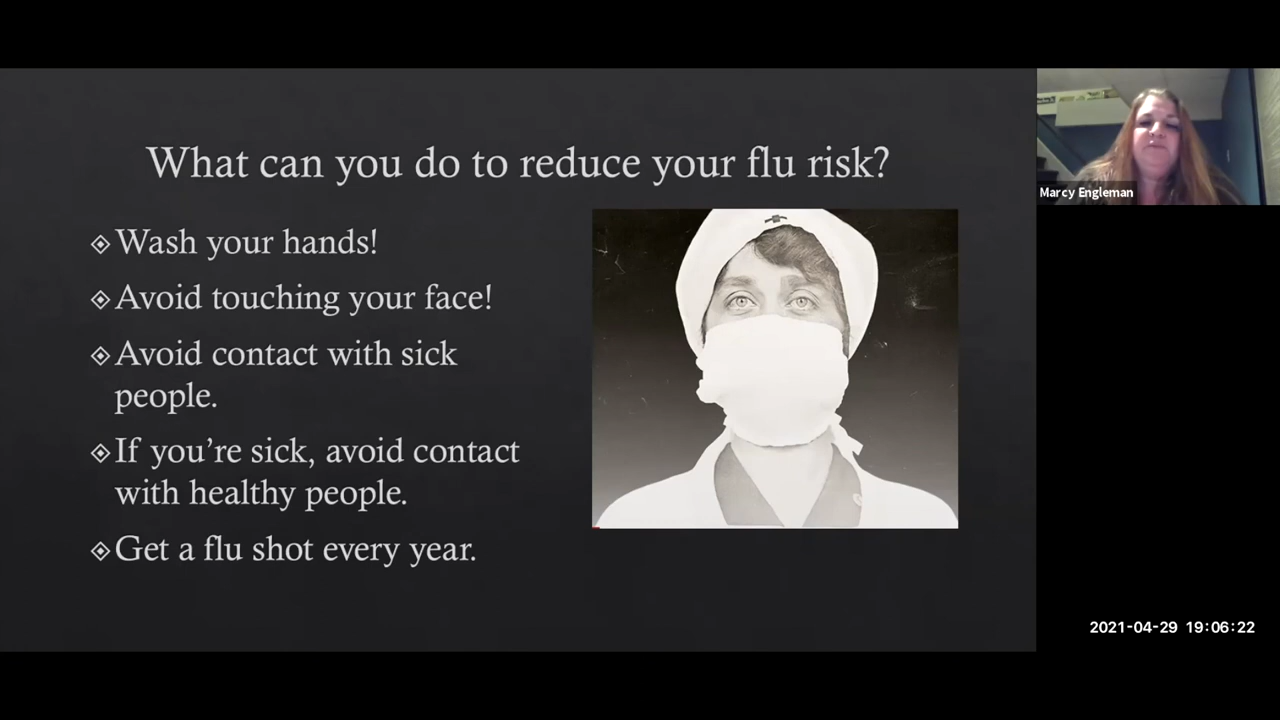 What can you do to reduce your flu risk?
Wash your hands!
Avoid touching your face!
Avoid contact with sick
people.
If you're sick, avoid contact
with healthy people.
Get a flu shot every year.
Marcy Engleman
2021-04-29 19:06:22